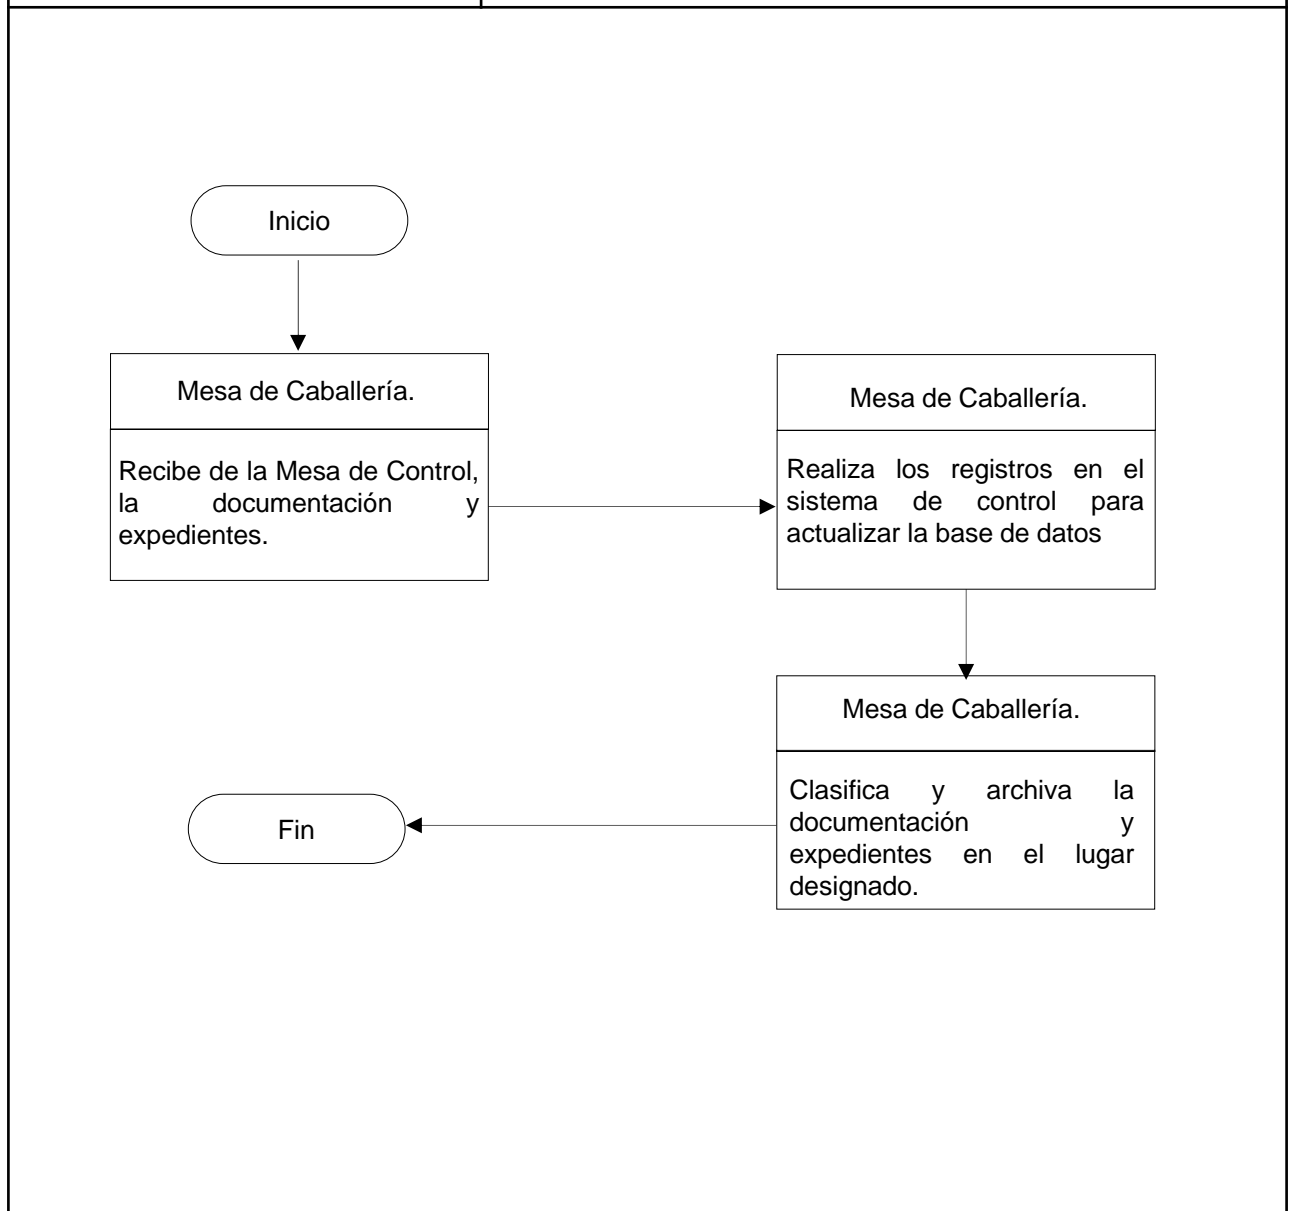 Inicio
Mesa de Caballería.
Recibe de la Mesa de Control,
la documentación y
expedientes.
Mesa de Caballería.
Realiza los registros en el
sistema de control para
actualizar la base de datos
Mesa de Caballería.
Clasifica y archiva la
documentación y
expedientes en el lugar
designado.
Fin